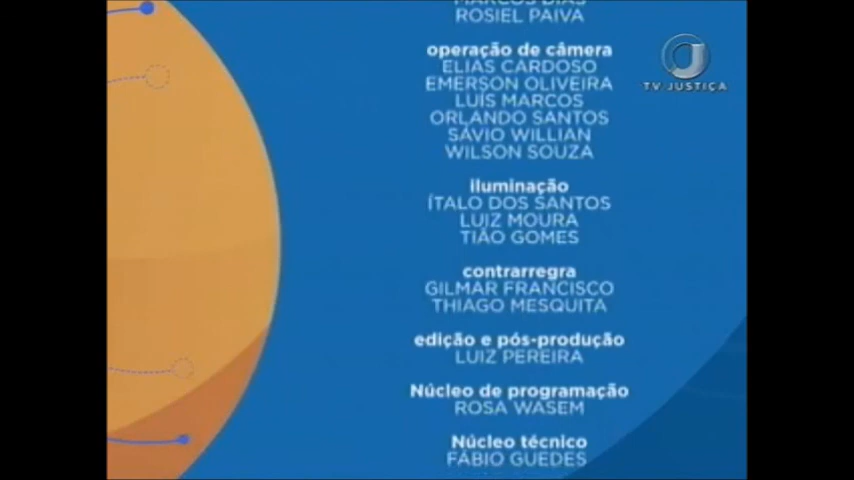 MARCOS DIAS
ROSIEL PAIVA
operação de câmera
ELIAS CARDOSO
EMERSON OLIVEIRA
LUÍS MARCOS
ORLANDO SANTOS
SÁVIO WILLIAN
WILSON SOUZA
iluminação
ÍTALO DOS SANTOS
LUIZ MOURA
TIÃO GOMES
contrarregra
GILMAR FRANCISCO
THIAGO MESQUITA
edição e pós-produção
LUIZ PEREIRA
Núcleo de programação
ROSA WASEM
Núcleo técnico
FÁBIO GUEDES
TV JUSTIÇA